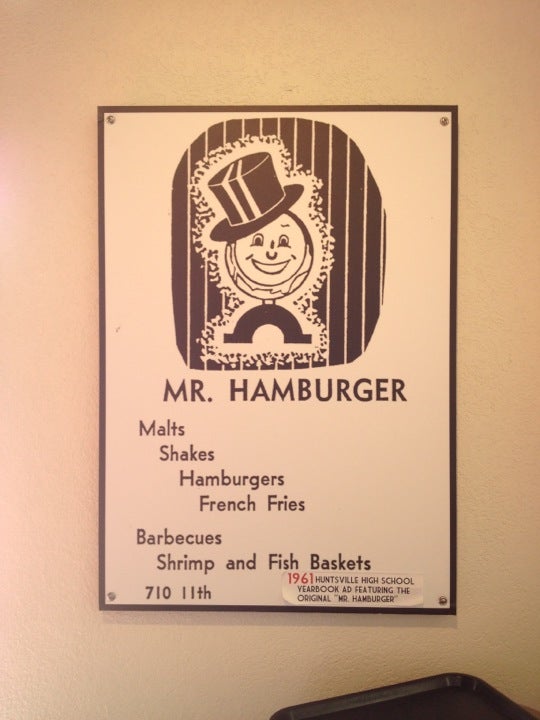 MR. HAMBURGER
Malts
Shakes
Hamburgers
French Fries
Barbecues
Shrimp and Fish Baskets
710 11th
1961 HUNTSVILLE HIGH SCHOOL
YEARBOOK AD FEATURING THE
ORIGINAL "MR. HAMBURGER"